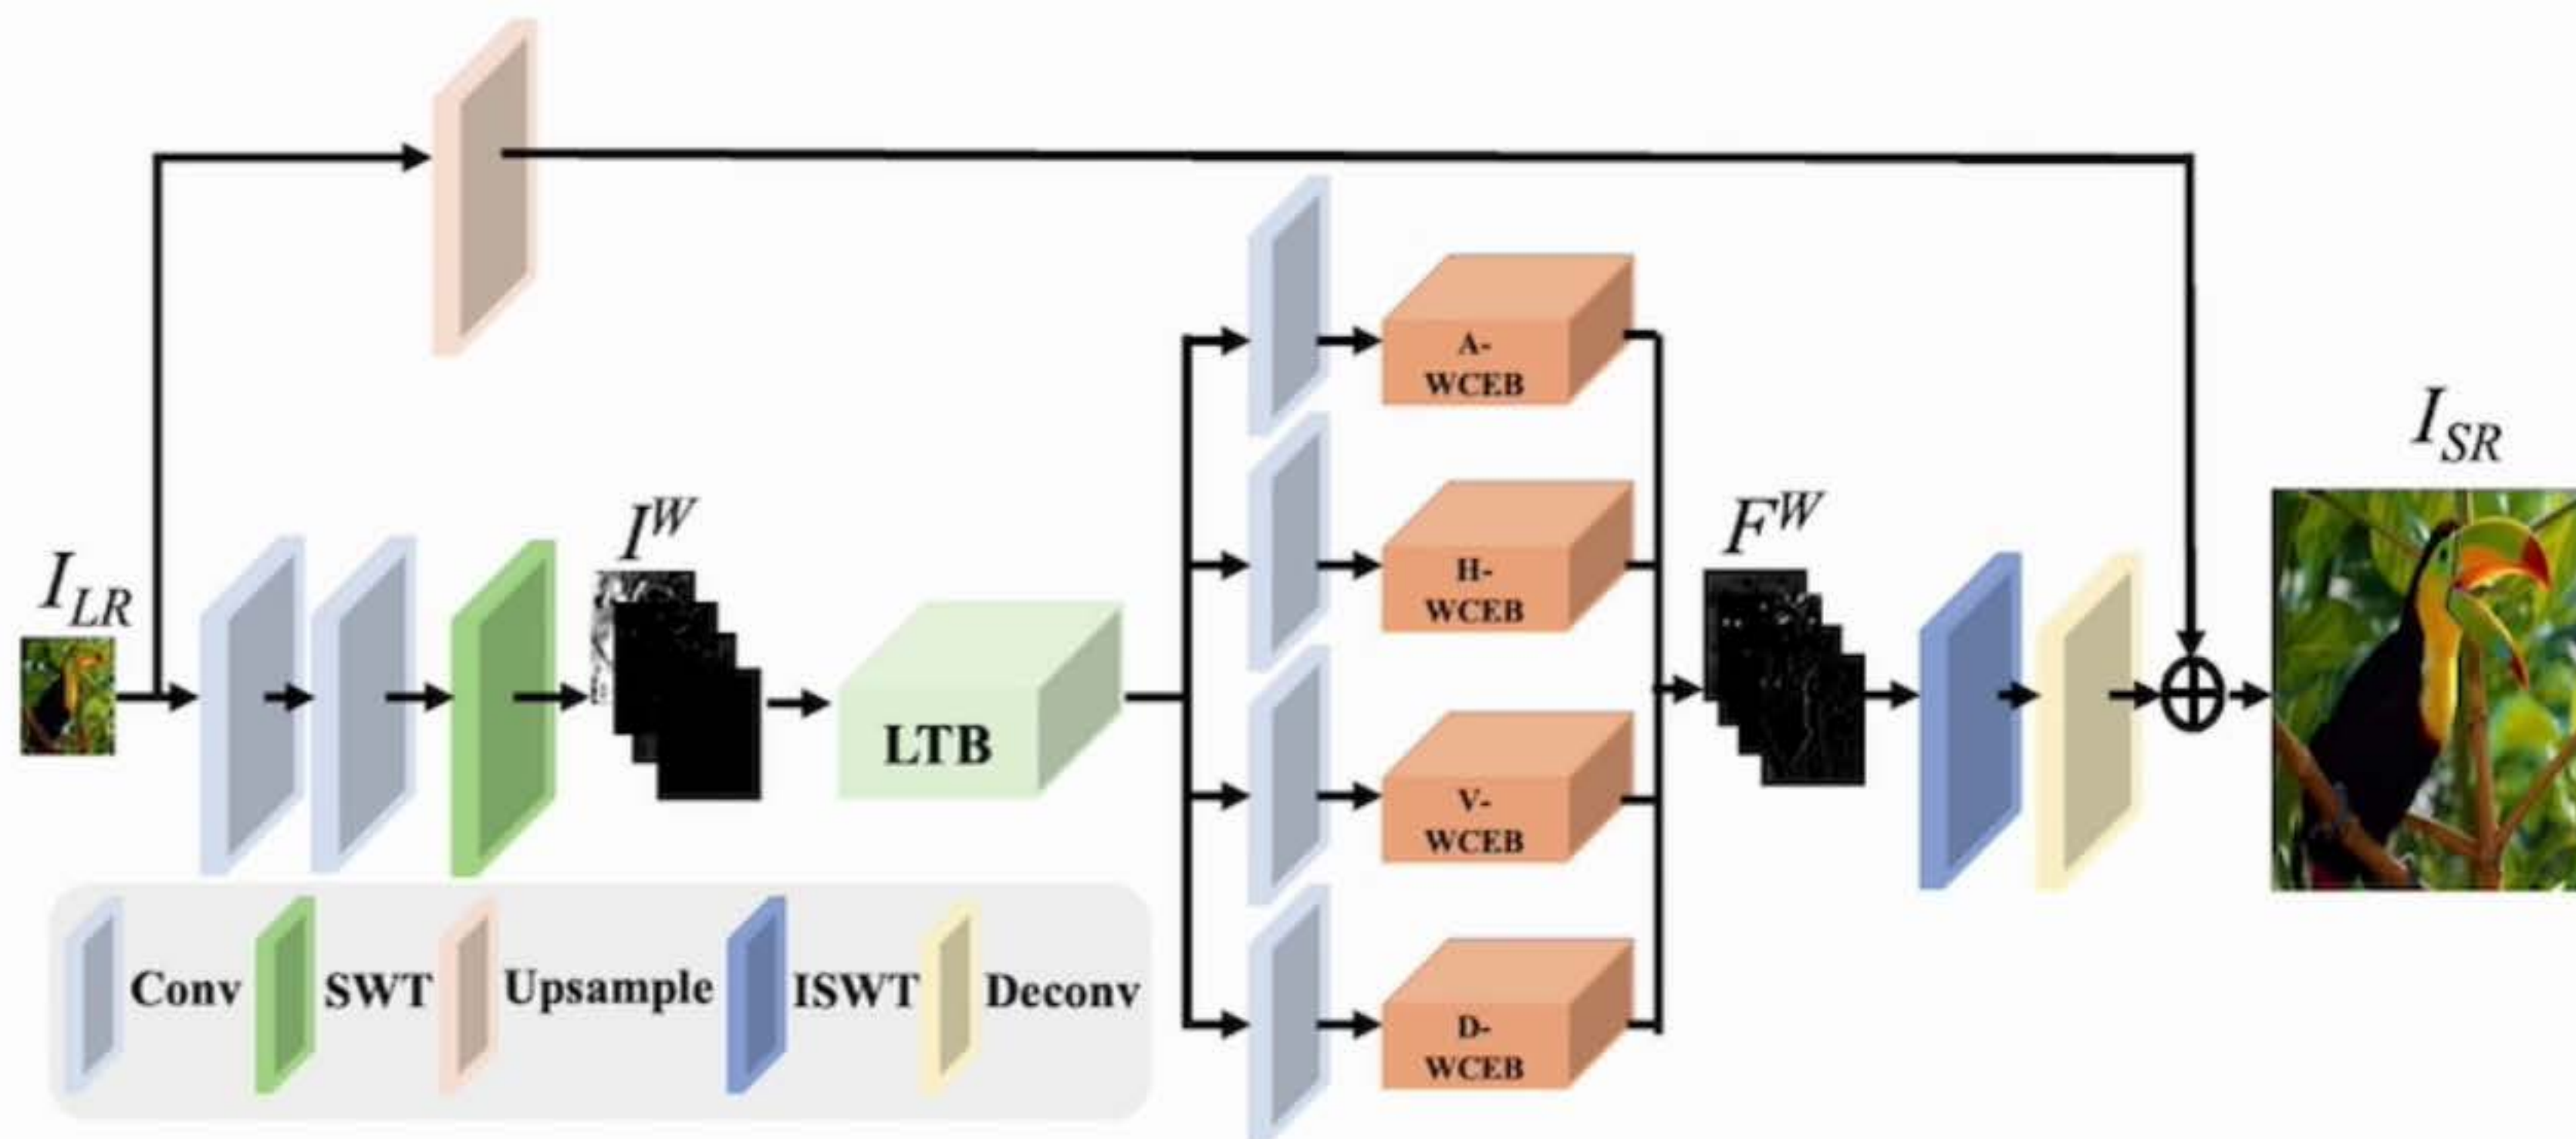 I_LR
I^W
LTB
A-
WCEB
H-
WCEB
V-
WCEB
D-
WCEB
F^W
I_SR
Conv SWT Upsample ISWT Deconv